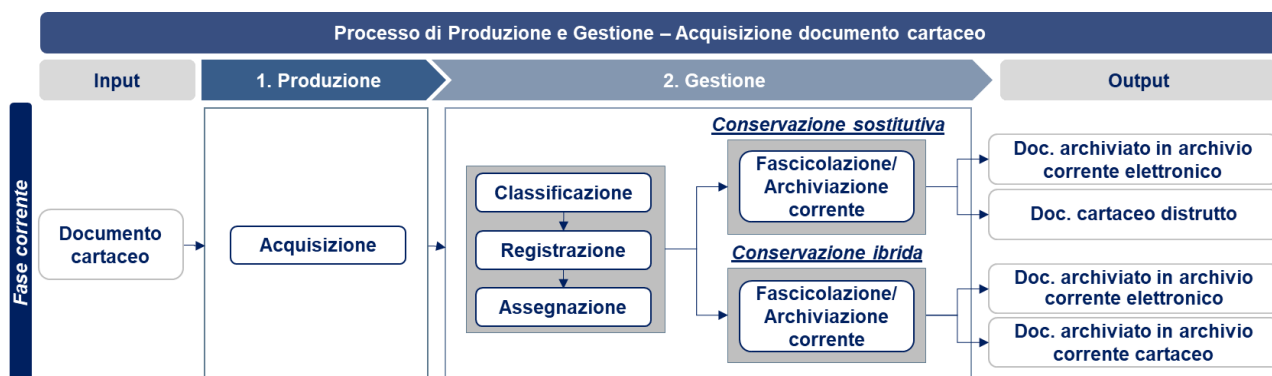 Processo di Produzione e Gestione – Acquisizione documento cartaceo
Input
1. Produzione
2. Gestione
Output
Fase corrente
Documento
cartaceo
Acquisizione
Classificazione
Registrazione
Assegnazione
Conservazione sostitutiva
Fascicolazione/
Archiviazione
corrente
Conservazione ibrida
Fascicolazione/
Archiviazione
corrente
Doc. archiviato in archivio
corrente elettronico
Doc. cartaceo distrutto
Doc. archiviato in archivio
corrente elettronico
Doc. archiviato in archivio
corrente cartaceo